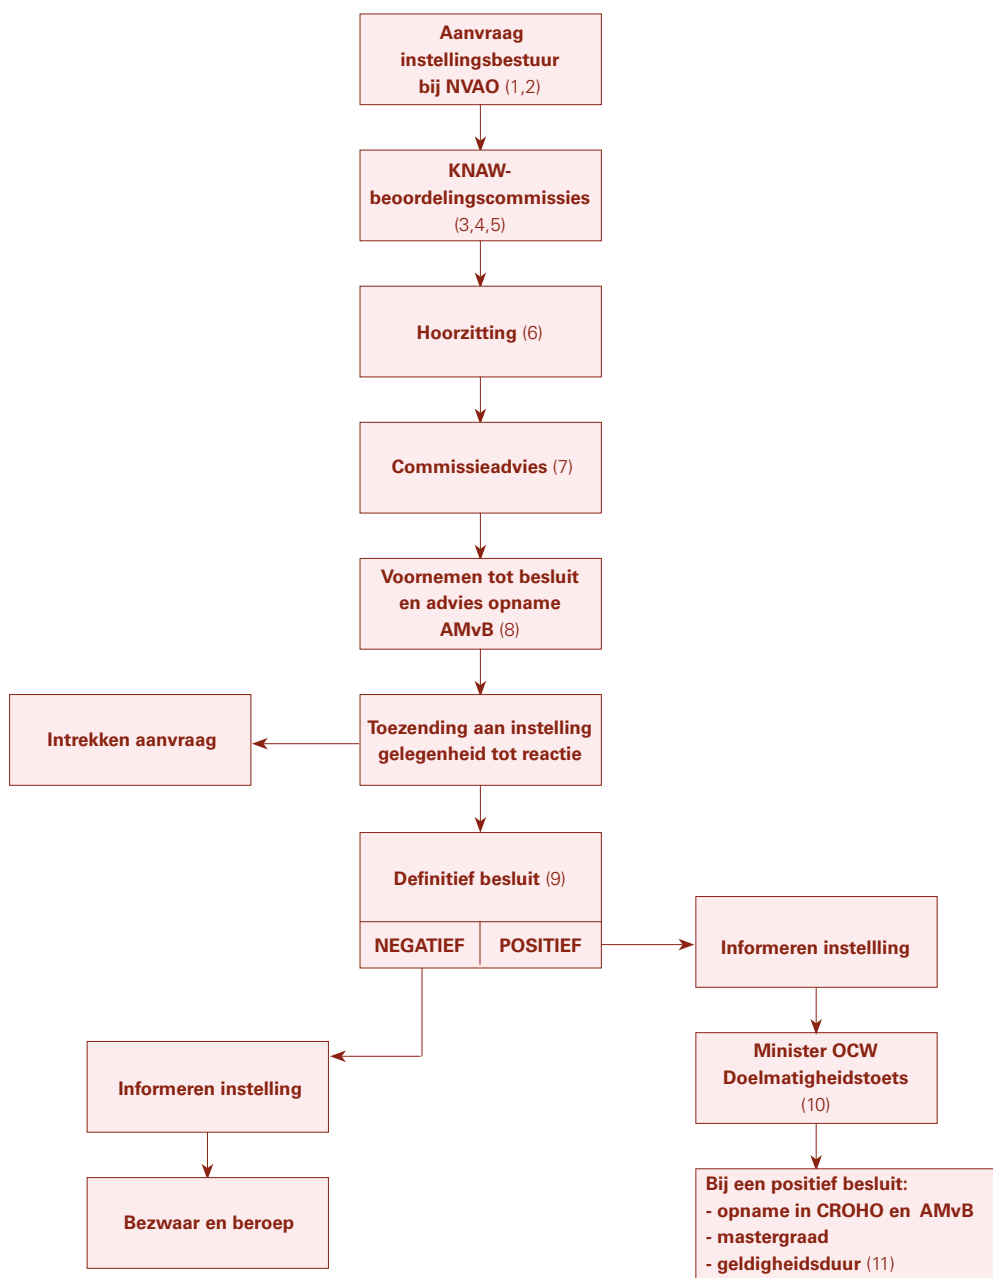 Aanvraag
instellingsbestuur
bij NVAO (1,2)
KNAW-
beoordelingscommissies
(3,4,5)
Hoorzitting (6)
Commissieadvies (7)
Voornemen tot besluit
en advies opname
AMvB (8)
Intrekken aanvraag
Toezending aan instelling
gelegenheid tot reactie
Definitief besluit (9)
NEGATIEF POSITIEF
Informeren instellling
Minister OCW
Doelmatigheidstoets
(10)
Informeren instelling
Bezwaar en beroep
Bij een positief besluit:
- opname in CROHO en AMvB
- mastergraad
- geldigheidsduur (11)